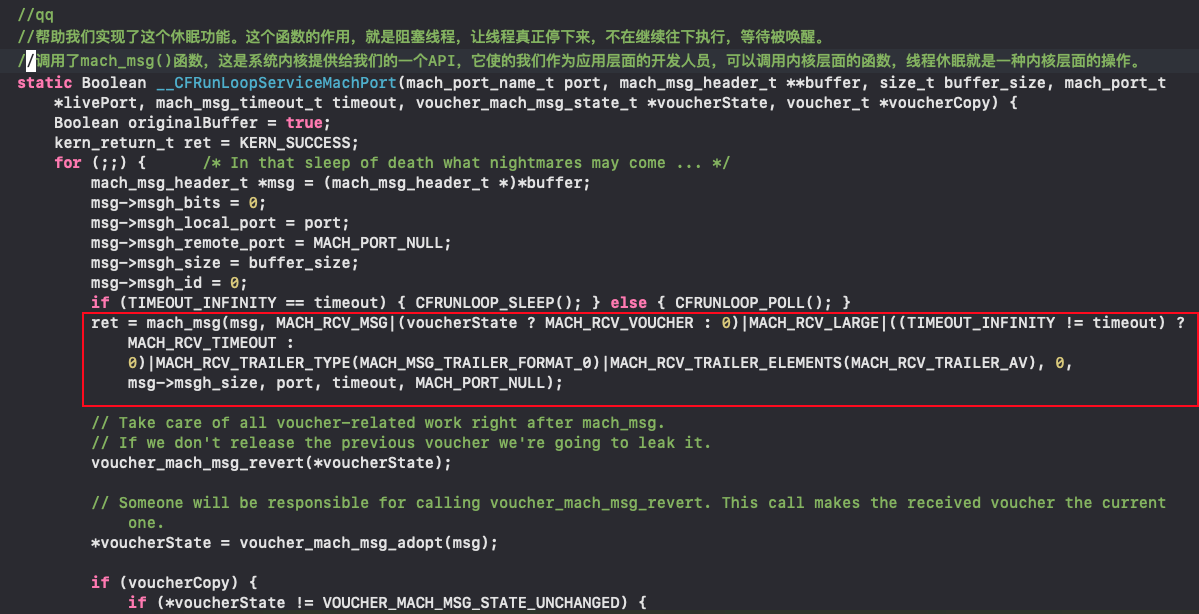 //qq
//帮助我们实现了这个休眠功能。这个函数的作用，就是阻塞线程，让线程真正停下来，不在继续往下执行，等待被唤醒。
//调用了mach_msg()函数，这是系统内核提供给我们的一个API，它使的我们作为应用层面的开发人员，可以调用内核层面的函数，线程休眠就是一种内核层面的操作。
static Boolean __CFRunLoopServiceMachPort(mach_port_name_t port, mach_msg_header_t **buffer, size_t buffer_size, mach_port_t
*livePort, mach_msg_timeout_t timeout, voucher_mach_msg_state_t *voucherState, voucher_t *voucherCopy) {
Boolean originalBuffer = true;
kern_return_t ret = KERN_SUCCESS;
for (;;) { /* In that sleep of death what nightmares may come ... */
mach_msg_header_t *msg = (mach_msg_header_t *)*buffer;
msg->msgh_bits = 0;
msg->msgh_local_port = port;
msg->msgh_remote_port = MACH_PORT_NULL;
msg->msgh_size = buffer_size;
msg->msgh_id = 0;
if (TIMEOUT_INFINITY == timeout) { CFRUNLOOP_SLEEP(); } else { CFRUNLOOP_POLL(); }
ret = mach_msg(msg, MACH_RCV_MSG|(voucherState ? MACH_RCV_VOUCHER : 0)|MACH_RCV_LARGE|((TIMEOUT_INFINITY != timeout) ?
MACH_RCV_TIMEOUT :
0)|MACH_RCV_TRAILER_TYPE(MACH_MSG_TRAILER_FORMAT_0)|MACH_RCV_TRAILER_ELEMENTS(MACH_RCV_TRAILER_AV), 0,
msg->msgh_size, port, timeout, MACH_PORT_NULL);
// Take care of all voucher-related work right after mach_msg.
// If we don't release the previous voucher we're going to leak it.
voucher_mach_msg_revert(*voucherState);
// Someone will be responsible for calling voucher_mach_msg_revert. This call makes the received voucher the current
one.
*voucherState = voucher_mach_msg_adopt(msg);
if (voucherCopy) {
if (*voucherState != VOUCHER_MACH_MSG_STATE_UNCHANGED) {